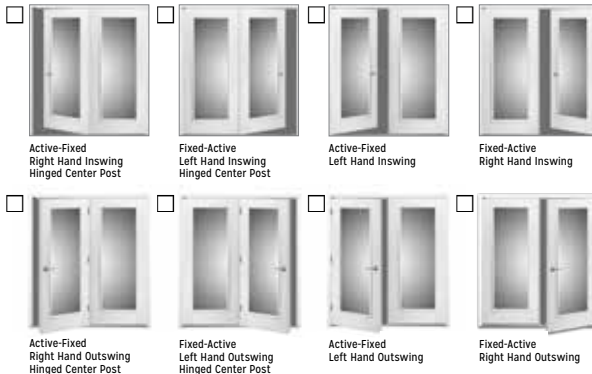 Active-Fixed
Right Hand Inswing
Hinged Center Post
Fixed-Active
Left Hand Inswing
Hinged Center Post
Active-Fixed
Left Hand Inswing
Fixed-Active
Right Hand Inswing
Active-Fixed
Right Hand Outswing
Hinged Center Post
Fixed-Active
Left Hand Outswing
Hinged Center Post
Active-Fixed
Left Hand Outswing
Fixed-Active
Right Hand Outswing